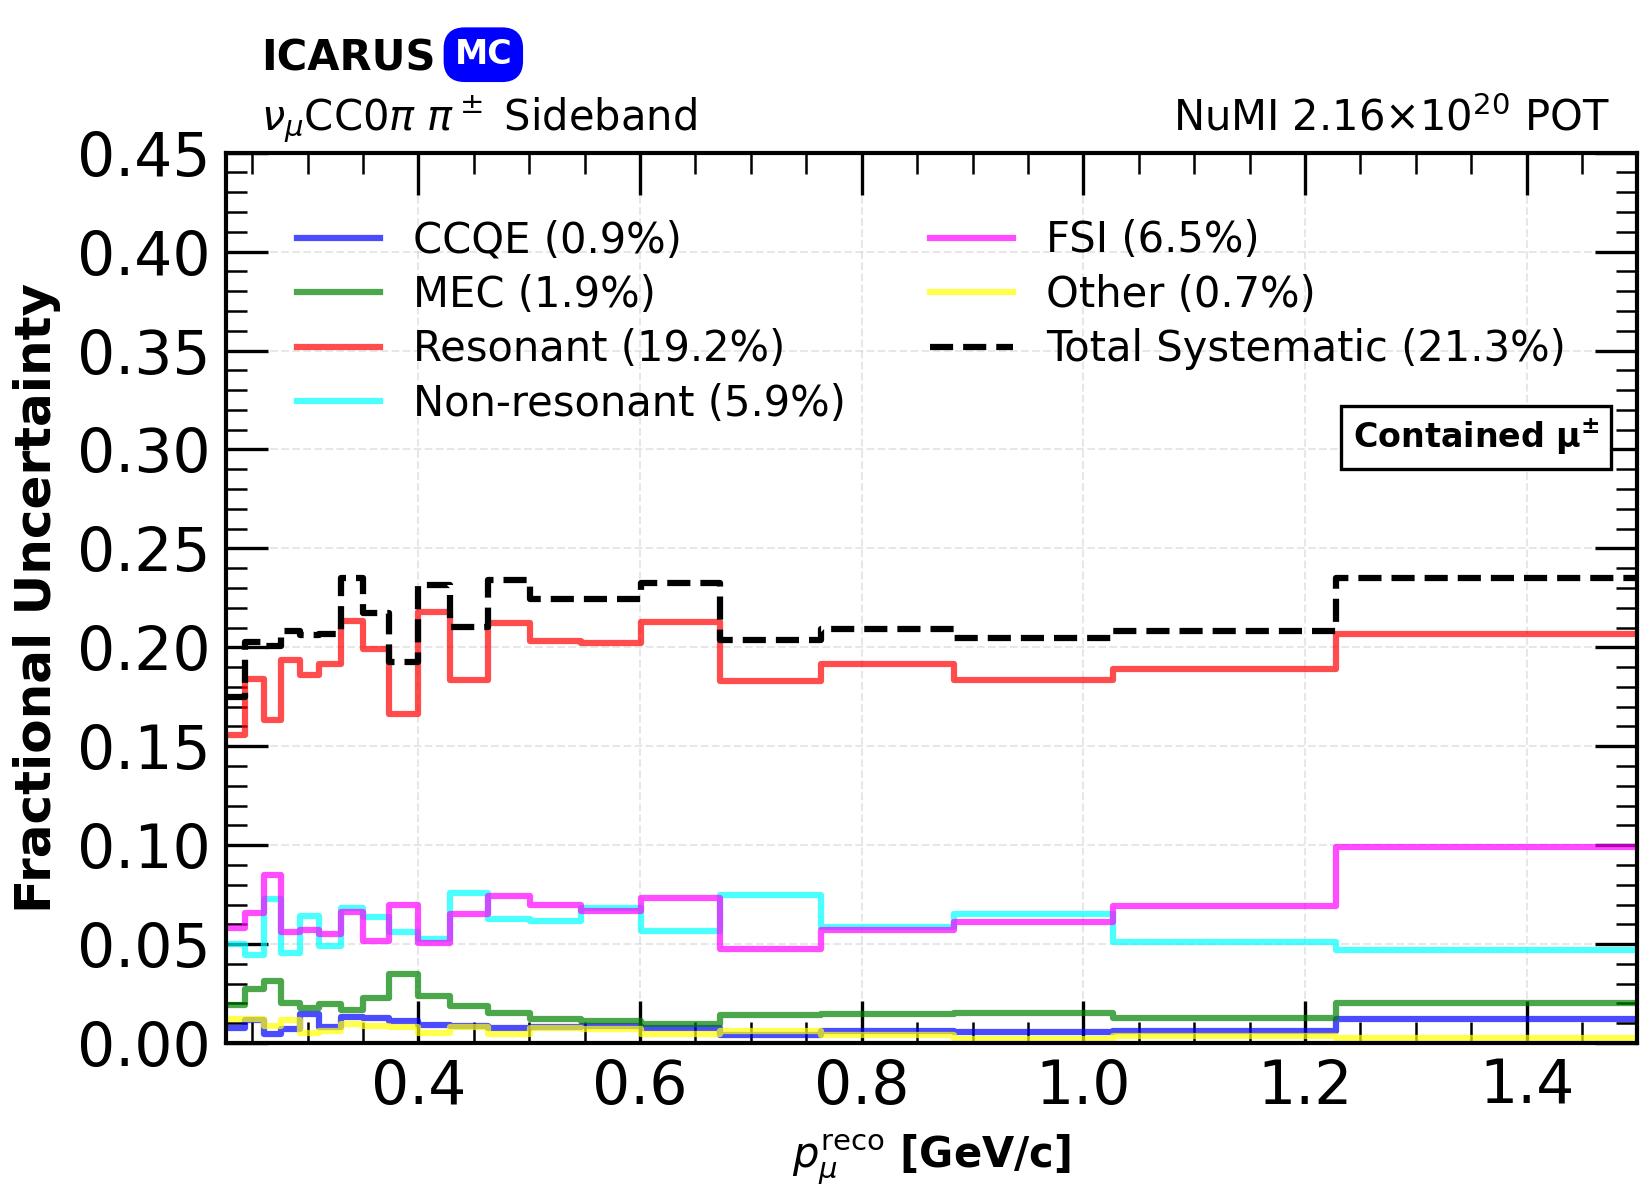 ICARUS MC
νμCC0π π± Sideband NuMI 2.16×10²⁰ POT
0.45
0.40
0.35
0.30
0.25
0.20
0.15
0.10
0.05
0.00
Fractional Uncertainty
CCQE (0.9%)
MEC (1.9%)
Resonant (19.2%)
Non-resonant (5.9%)
FSI (6.5%)
Other (0.7%)
Total Systematic (21.3%)
Contained μ±
0.4 0.6 0.8 1.0 1.2 1.4
pμ^reco [GeV/c]